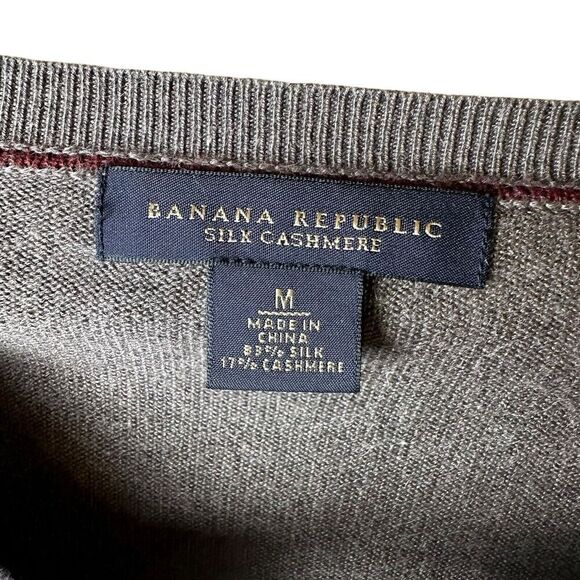 BANANA REPUBLIC
SILK CASHMERE
M
MADE IN
CHINA
83% SILK
17% CASHMERE